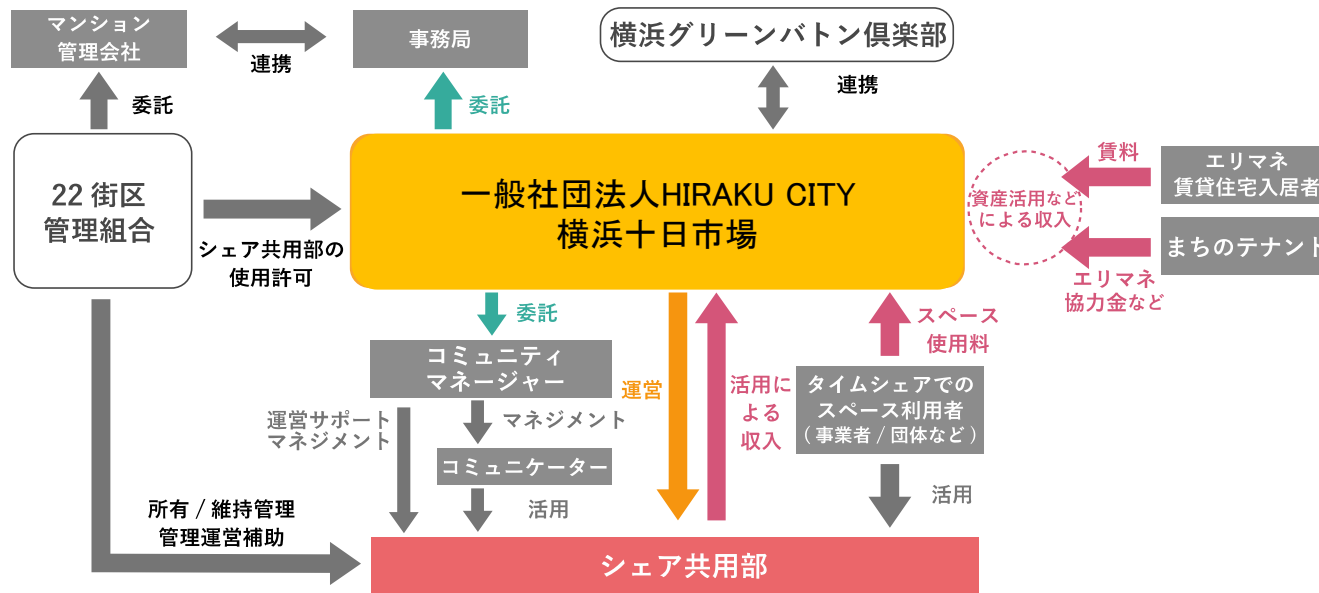 マンション
管理会社
連携
事務局
横浜グリーンバトン倶楽部
委託
委託
連携
22 街区
管理組合
シェア共用部の
使用許可
一般社団法人HIRAKU CITY
横浜十日市場
資産活用など
による収入
賃料
エリマネ
賃貸住宅入居者
まちのテナント
エリマネ
協力金など
委託
コミュニティ
マネージャー
運営サポート
マネジメント
マネジメント
コミュニケーター
活用
運営
活用に
よる
収入
スペース
使用料
タイムシェアでの
スペース利用者
( 事業者 / 団体など )
活用
所有 / 維持管理
管理運営補助
シェア共用部